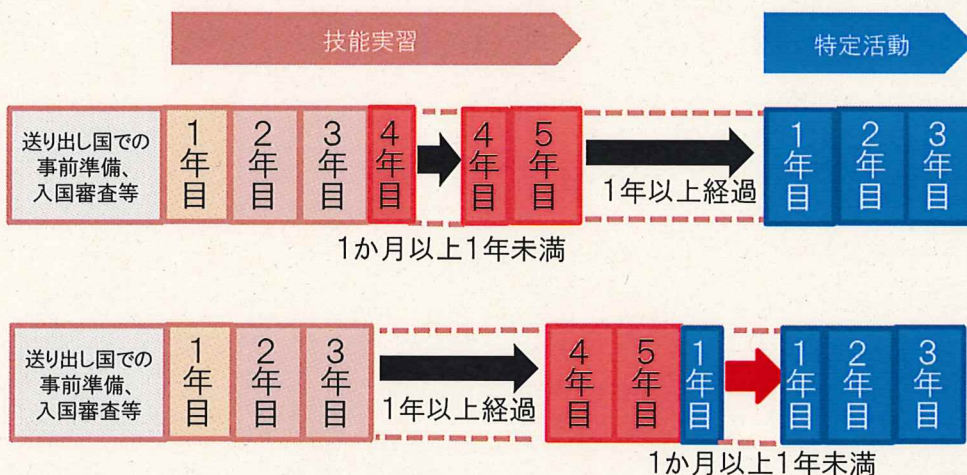 技能実習
特定活動
送り出し国での
事前準備、
入国審査等
1年目
2年目
3年目
4年目
4年目
5年目
1年以上経過
1年目
2年目
3年目
1か月以上1年未満
送り出し国での
事前準備、
入国審査等
1年目
2年目
3年目
1年以上経過
4年目
5年目
1年目
1年目
2年目
3年目
1か月以上1年未満